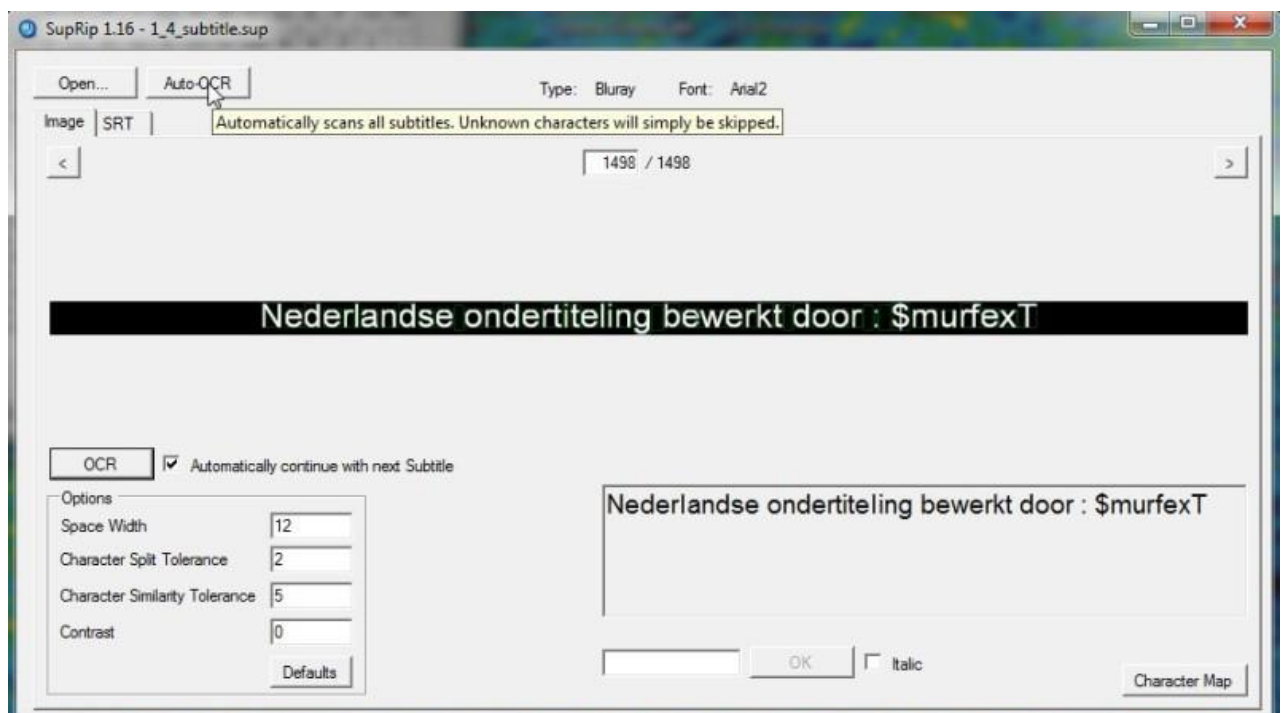 SupRip 1.16 - 1_4_subtitle.sup
Open... Auto-OCR Type: Bluray Font: Arial2
Image SRT Automatically scans all subtitles. Unknown characters will simply be skipped.
< 1498 / 1498 >
Nederlandse ondertiteling bewerkt door : $murfexT
OCR Automatically continue with next Subtitle
Options
Space Width 12
Character Split Tolerance 2
Character Similarity Tolerance 5
Contrast 0
Defaults
Nederlandse ondertiteling bewerkt door : $murfexT
OK Italic
Character Map